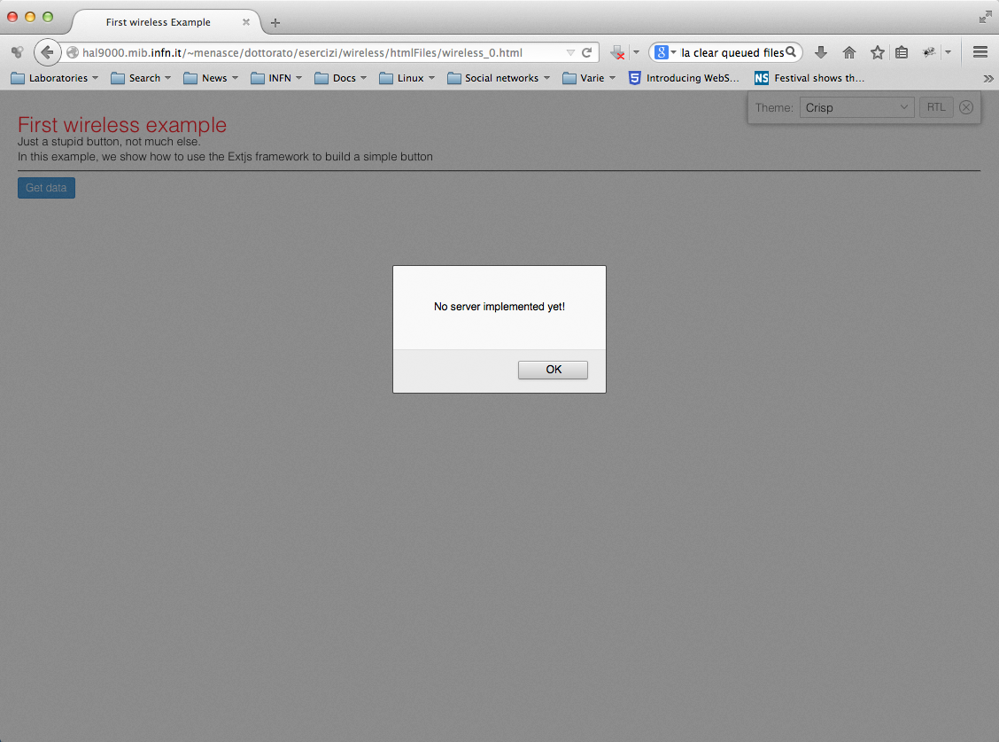 First wireless Example
hal9000.mib.infn.it/~menasce/dottorato/esercizi/wireless/htmlFiles/wireless_0.html
8
la clear queued files
Laboratories Search News INFN Docs Linux Social networks Varie 5 Introducing WebS... NS Festival shows th...
Theme: Crisp RTL
First wireless example
Just a stupid button, not much else.
In this example, we show how to use the Extjs framework to build a simple button
Get data
No server implemented yet!
OK